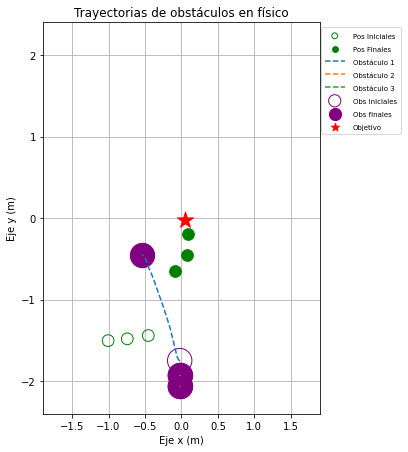 Trayectorias de obstáculos en físico
Pos Iniciales
Pos Finales
Obstáculo 1
Obstáculo 2
Obstáculo 3
Obs Iniciales
Obs finales
Objetivo
Eje y (m)
2
1
0
−1
−2
−1.5
−1.0
−0.5
0.0
0.5
1.0
1.5
Eje x (m)